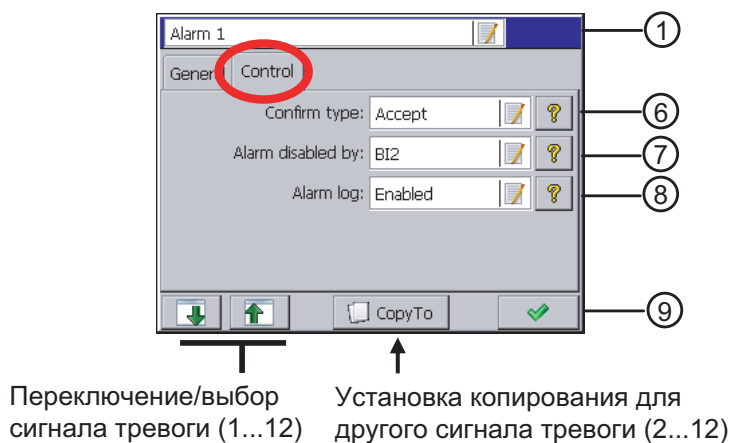 Alarm 1
1
General Control
Confirm type: Accept ? 6
Alarm disabled by: BI2 ? 7
Alarm log: Enabled ? 8
CopyTo 9
Переключение/выбор
сигнала тревоги (1...12)
Установка копирования для
другого сигнала тревоги (2...12)